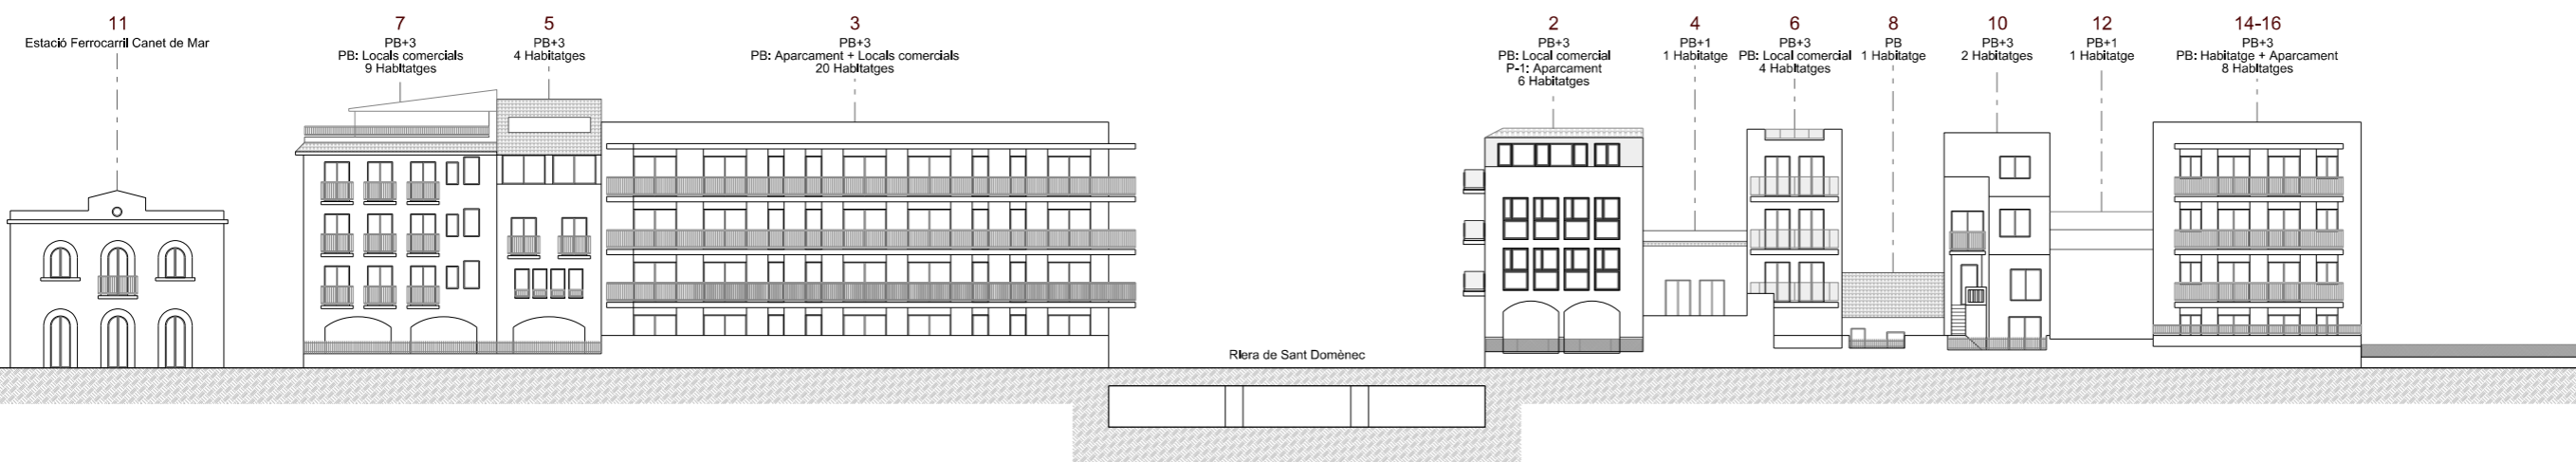 11
Estació Ferrocarril Canet de Mar
7
PB+3
PB: Locals comercials
9 Habitatges
5
PB+3
4 Habitatges
3
PB+3
PB: Aparcament + Locals comercials
20 Habitatges
2
PB+3
PB: Local comercial
P-1: Aparcament
6 Habitatges
4
PB+1
1 Habitatge
6
PB+3
PB: Local comercial
4 Habitatges
8
PB
1 Habitatge
10
PB+3
2 Habitatges
12
PB+1
1 Habitatge
14-16
PB+3
PB: Habitatge + Aparcament
8 Habitatges
Riera de Sant Domènec